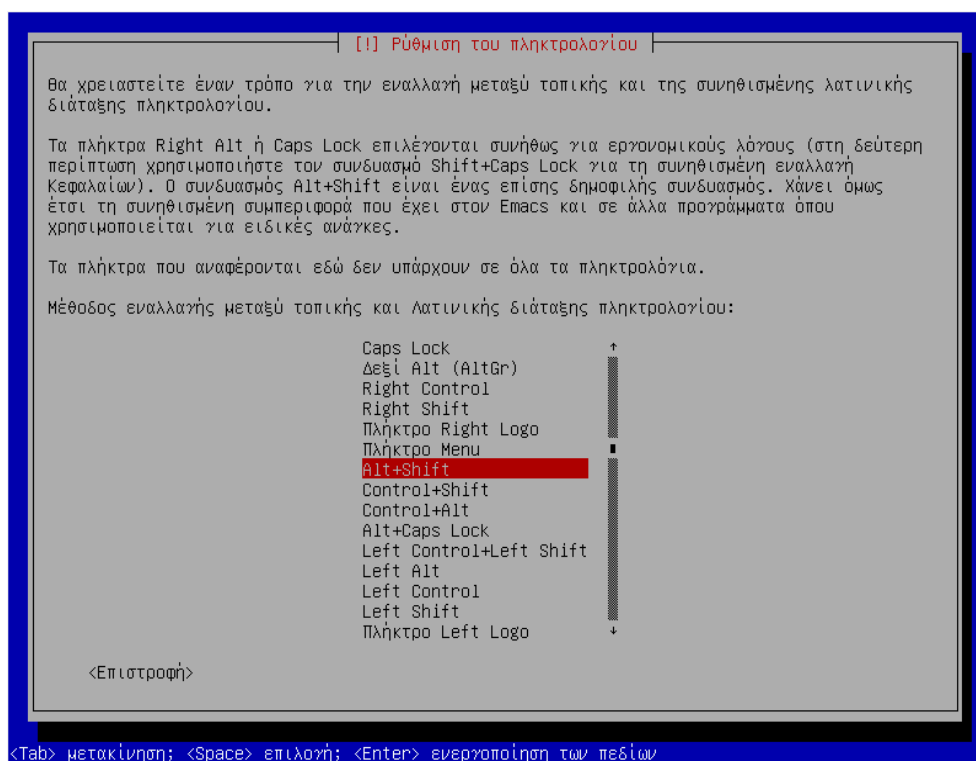 [!] Ρύθμιση του πληκτρολογίου
Θα χρειαστείτε έναν τρόπο για την εναλλαγή μεταξύ τοπικής και της συνηθισμένης λατινικής
διάταξης πληκτρολογίου.
Τα πλήκτρα Right Alt ή Caps Lock επιλέγονται συνήθως για εργονομικούς λόγους (στη δεύτερη
περίπτωση χρησιμοποιήστε τον συνδυασμό Shift+Caps Lock για τη συνηθισμένη εναλλαγή
Κεφαλαίων). Ο συνδυασμός Alt+Shift είναι ένας επίσης δημοφιλής συνδυασμός. Χάνει όμως
έτσι τη συνηθισμένη συμπεριφορά που έχει στον Emacs και σε άλλα προγράμματα όπου
χρησιμοποιείται για ειδικές ανάγκες.
Τα πλήκτρα που αναφέρονται εδώ δεν υπάρχουν σε όλα τα πληκτρολόγια.
Μέθοδος εναλλαγής μεταξύ τοπικής και Λατινικής διάταξης πληκτρολογίου:
Caps Lock
Δεξί Alt (AltGr)
Right Control
Right Shift
Πλήκτρο Right Logo
Πλήκτρο Menu
Alt+Shift
Control+Shift
Control+Alt
Alt+Caps Lock
Left Control+Left Shift
Left Alt
Left Control
Left Shift
Πλήκτρο Left Logo
<Επιστροφή>
<Tab> μετακίνηση; <Space> επιλογή; <Enter> ενεργοποίηση των πεδίων